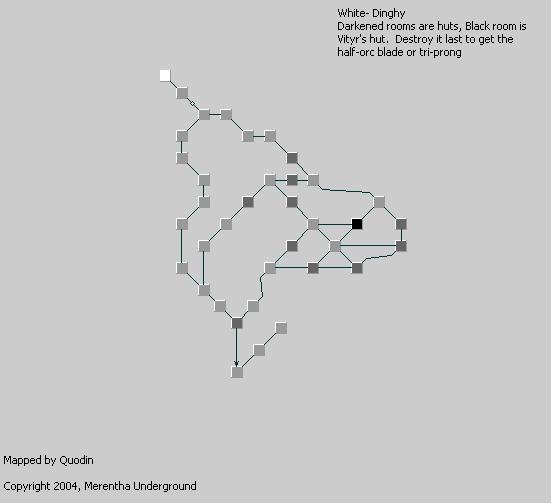 White- Dinghy
Darkened rooms are huts, Black room is
Vityr's hut.  Destroy it last to get the
half-orc blade or tri-prong
Mapped by Quodin
Copyright 2004, Merentha Underground